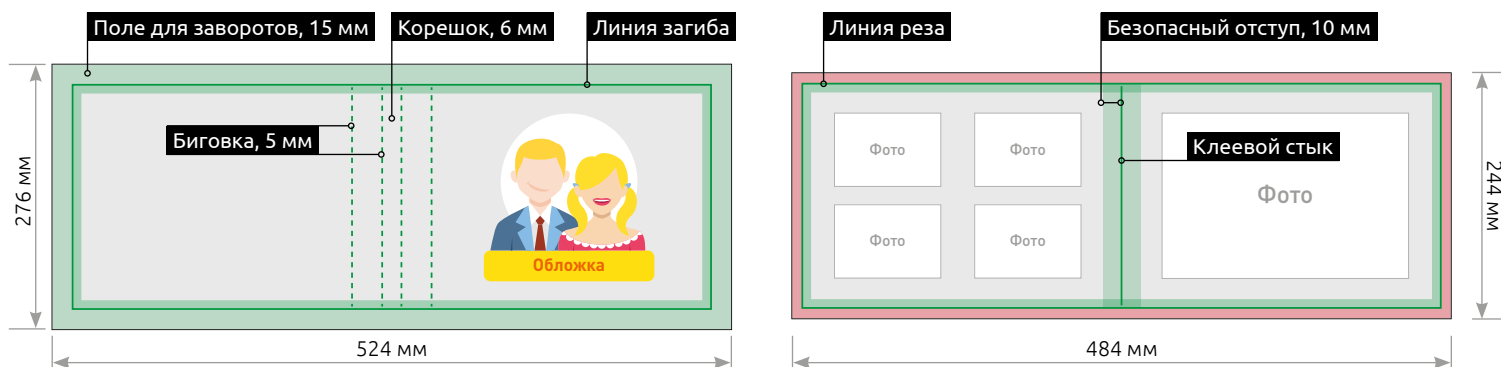 Поле для заворотов, 15 мм
Корешок, 6 мм
Линия загиба
Биговка, 5 мм
276 мм
Обложка
524 мм
Линия реза
Безопасный отступ, 10 мм
Фото
Фото
Клеевой стык
Фото
Фото
Фото
244 мм
484 мм